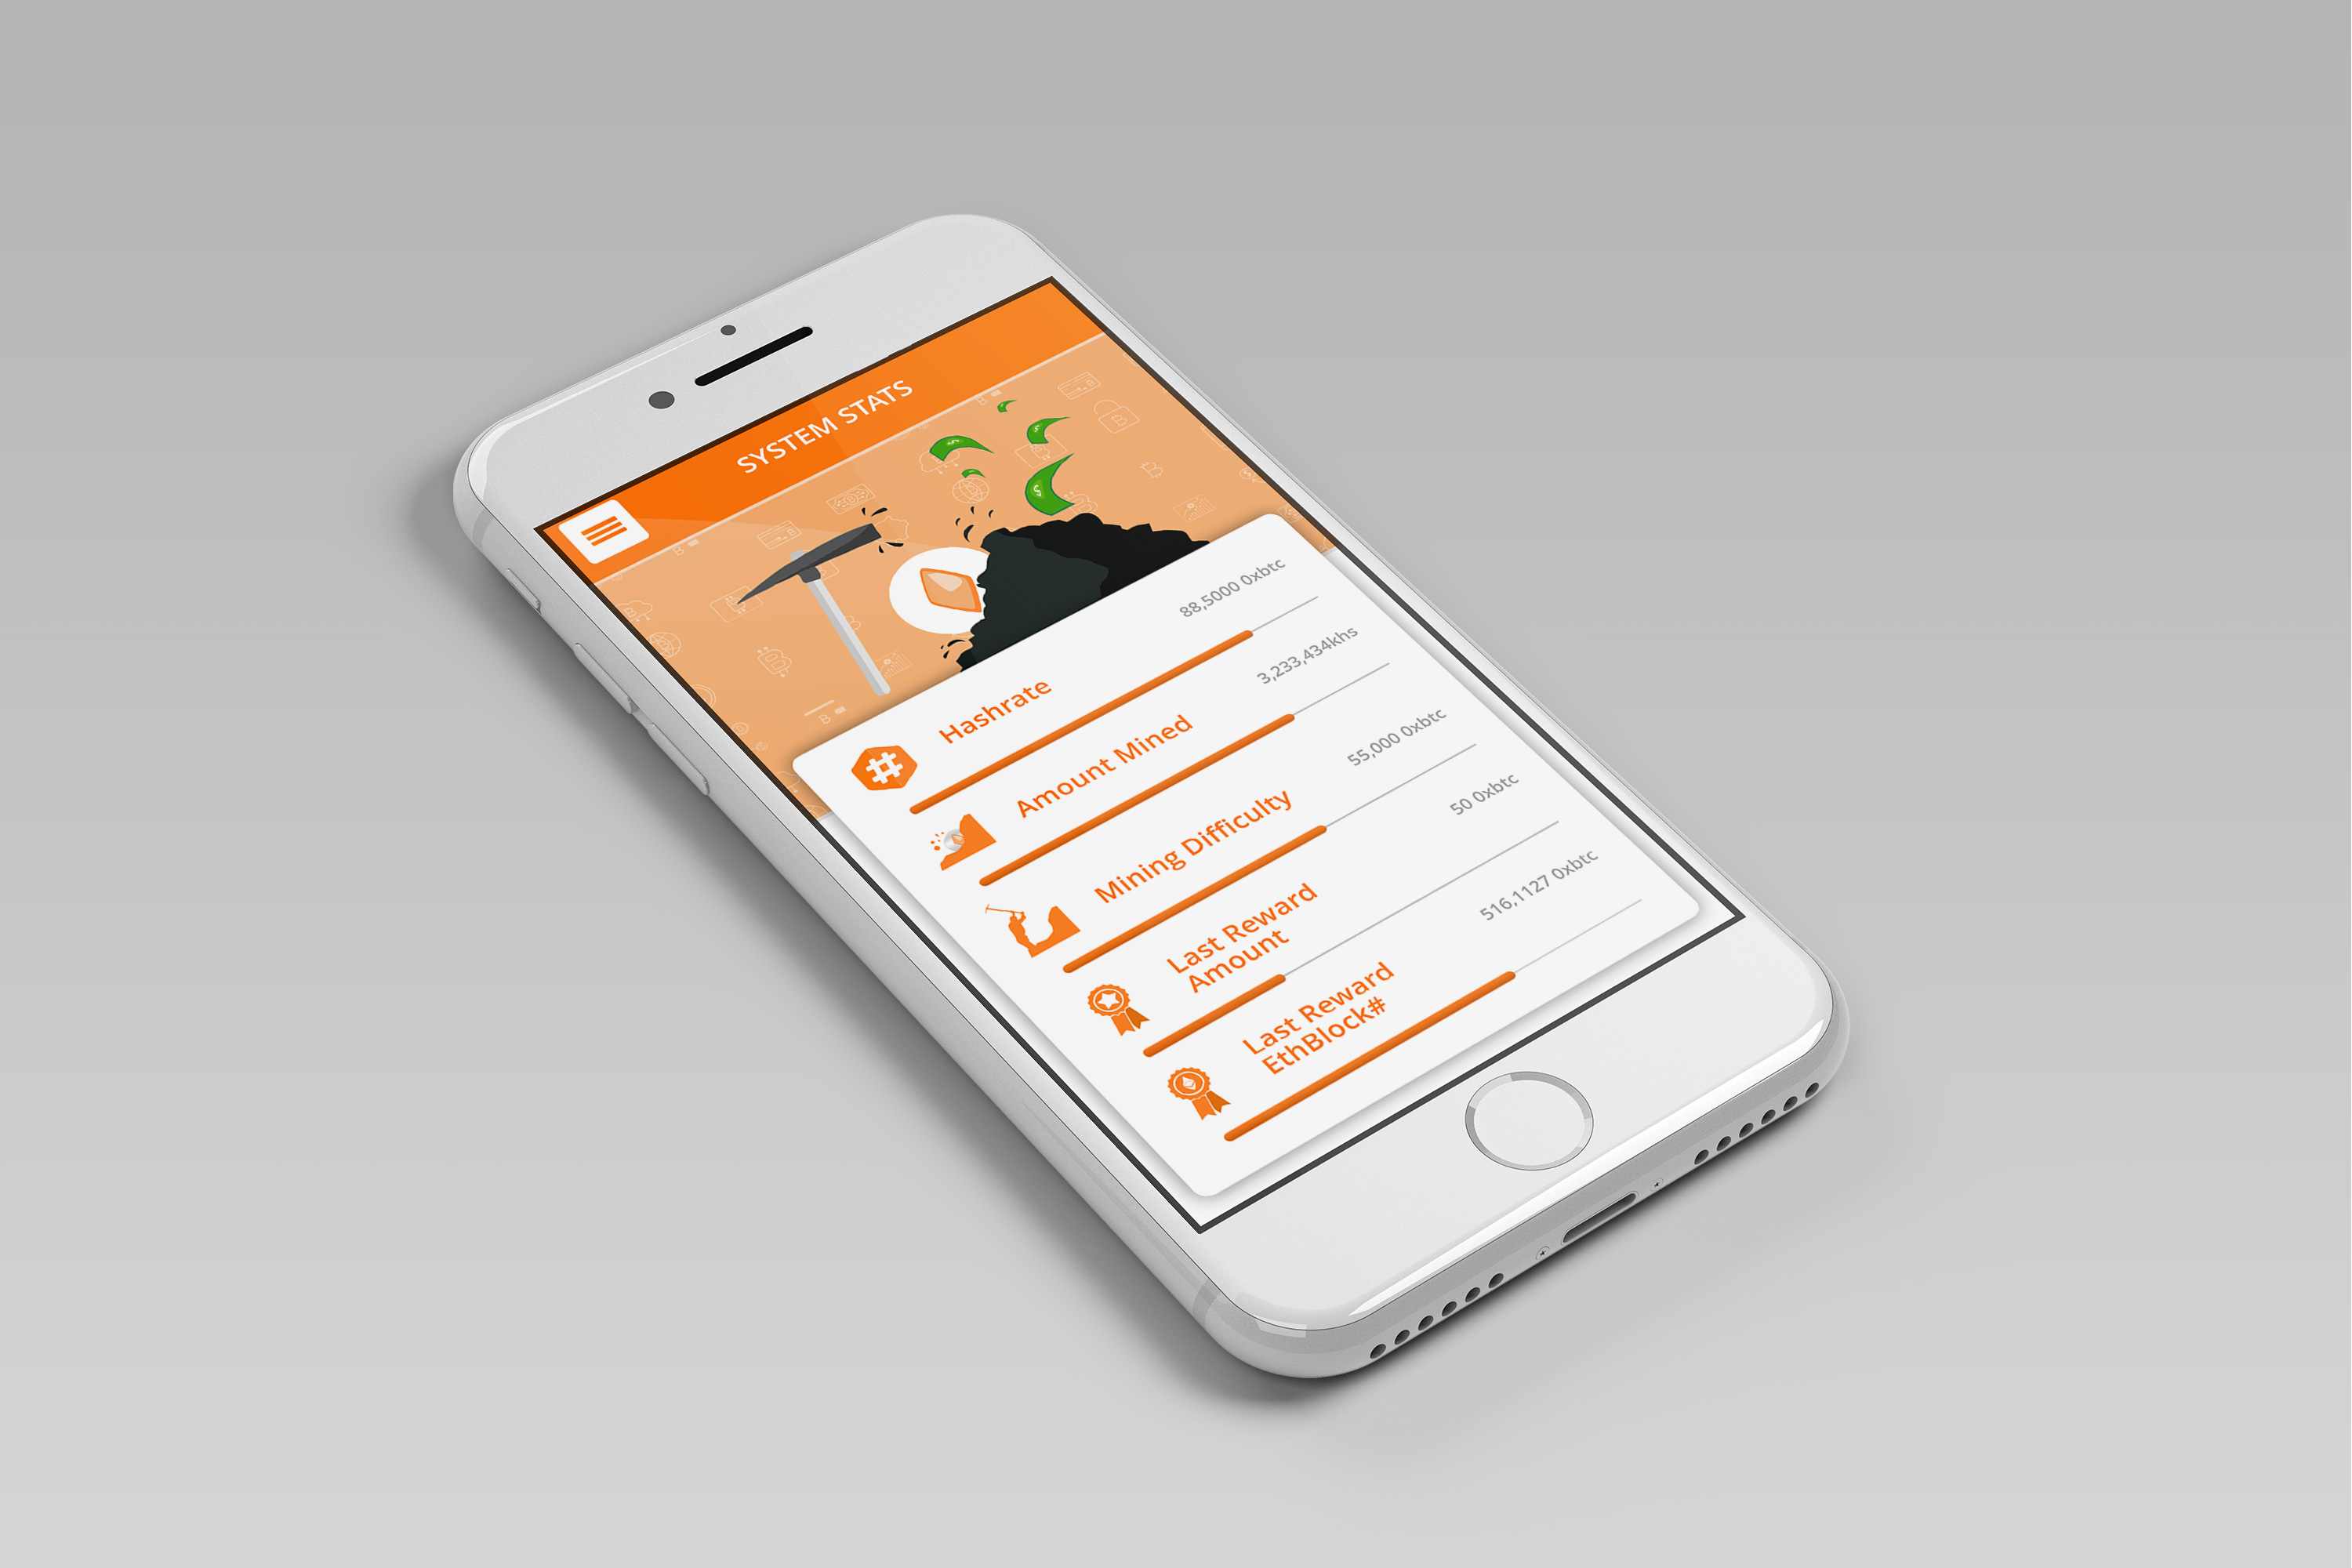 SYSTEM STATS
Hashrate
88,5000 0xbtc
Amount Mined
3,233,434khs
Mining Difficulty
55,000 0xbtc
Last Reward
Amount
50 0xbtc
Last Reward
EthBlock#
516,1127 0xbtc